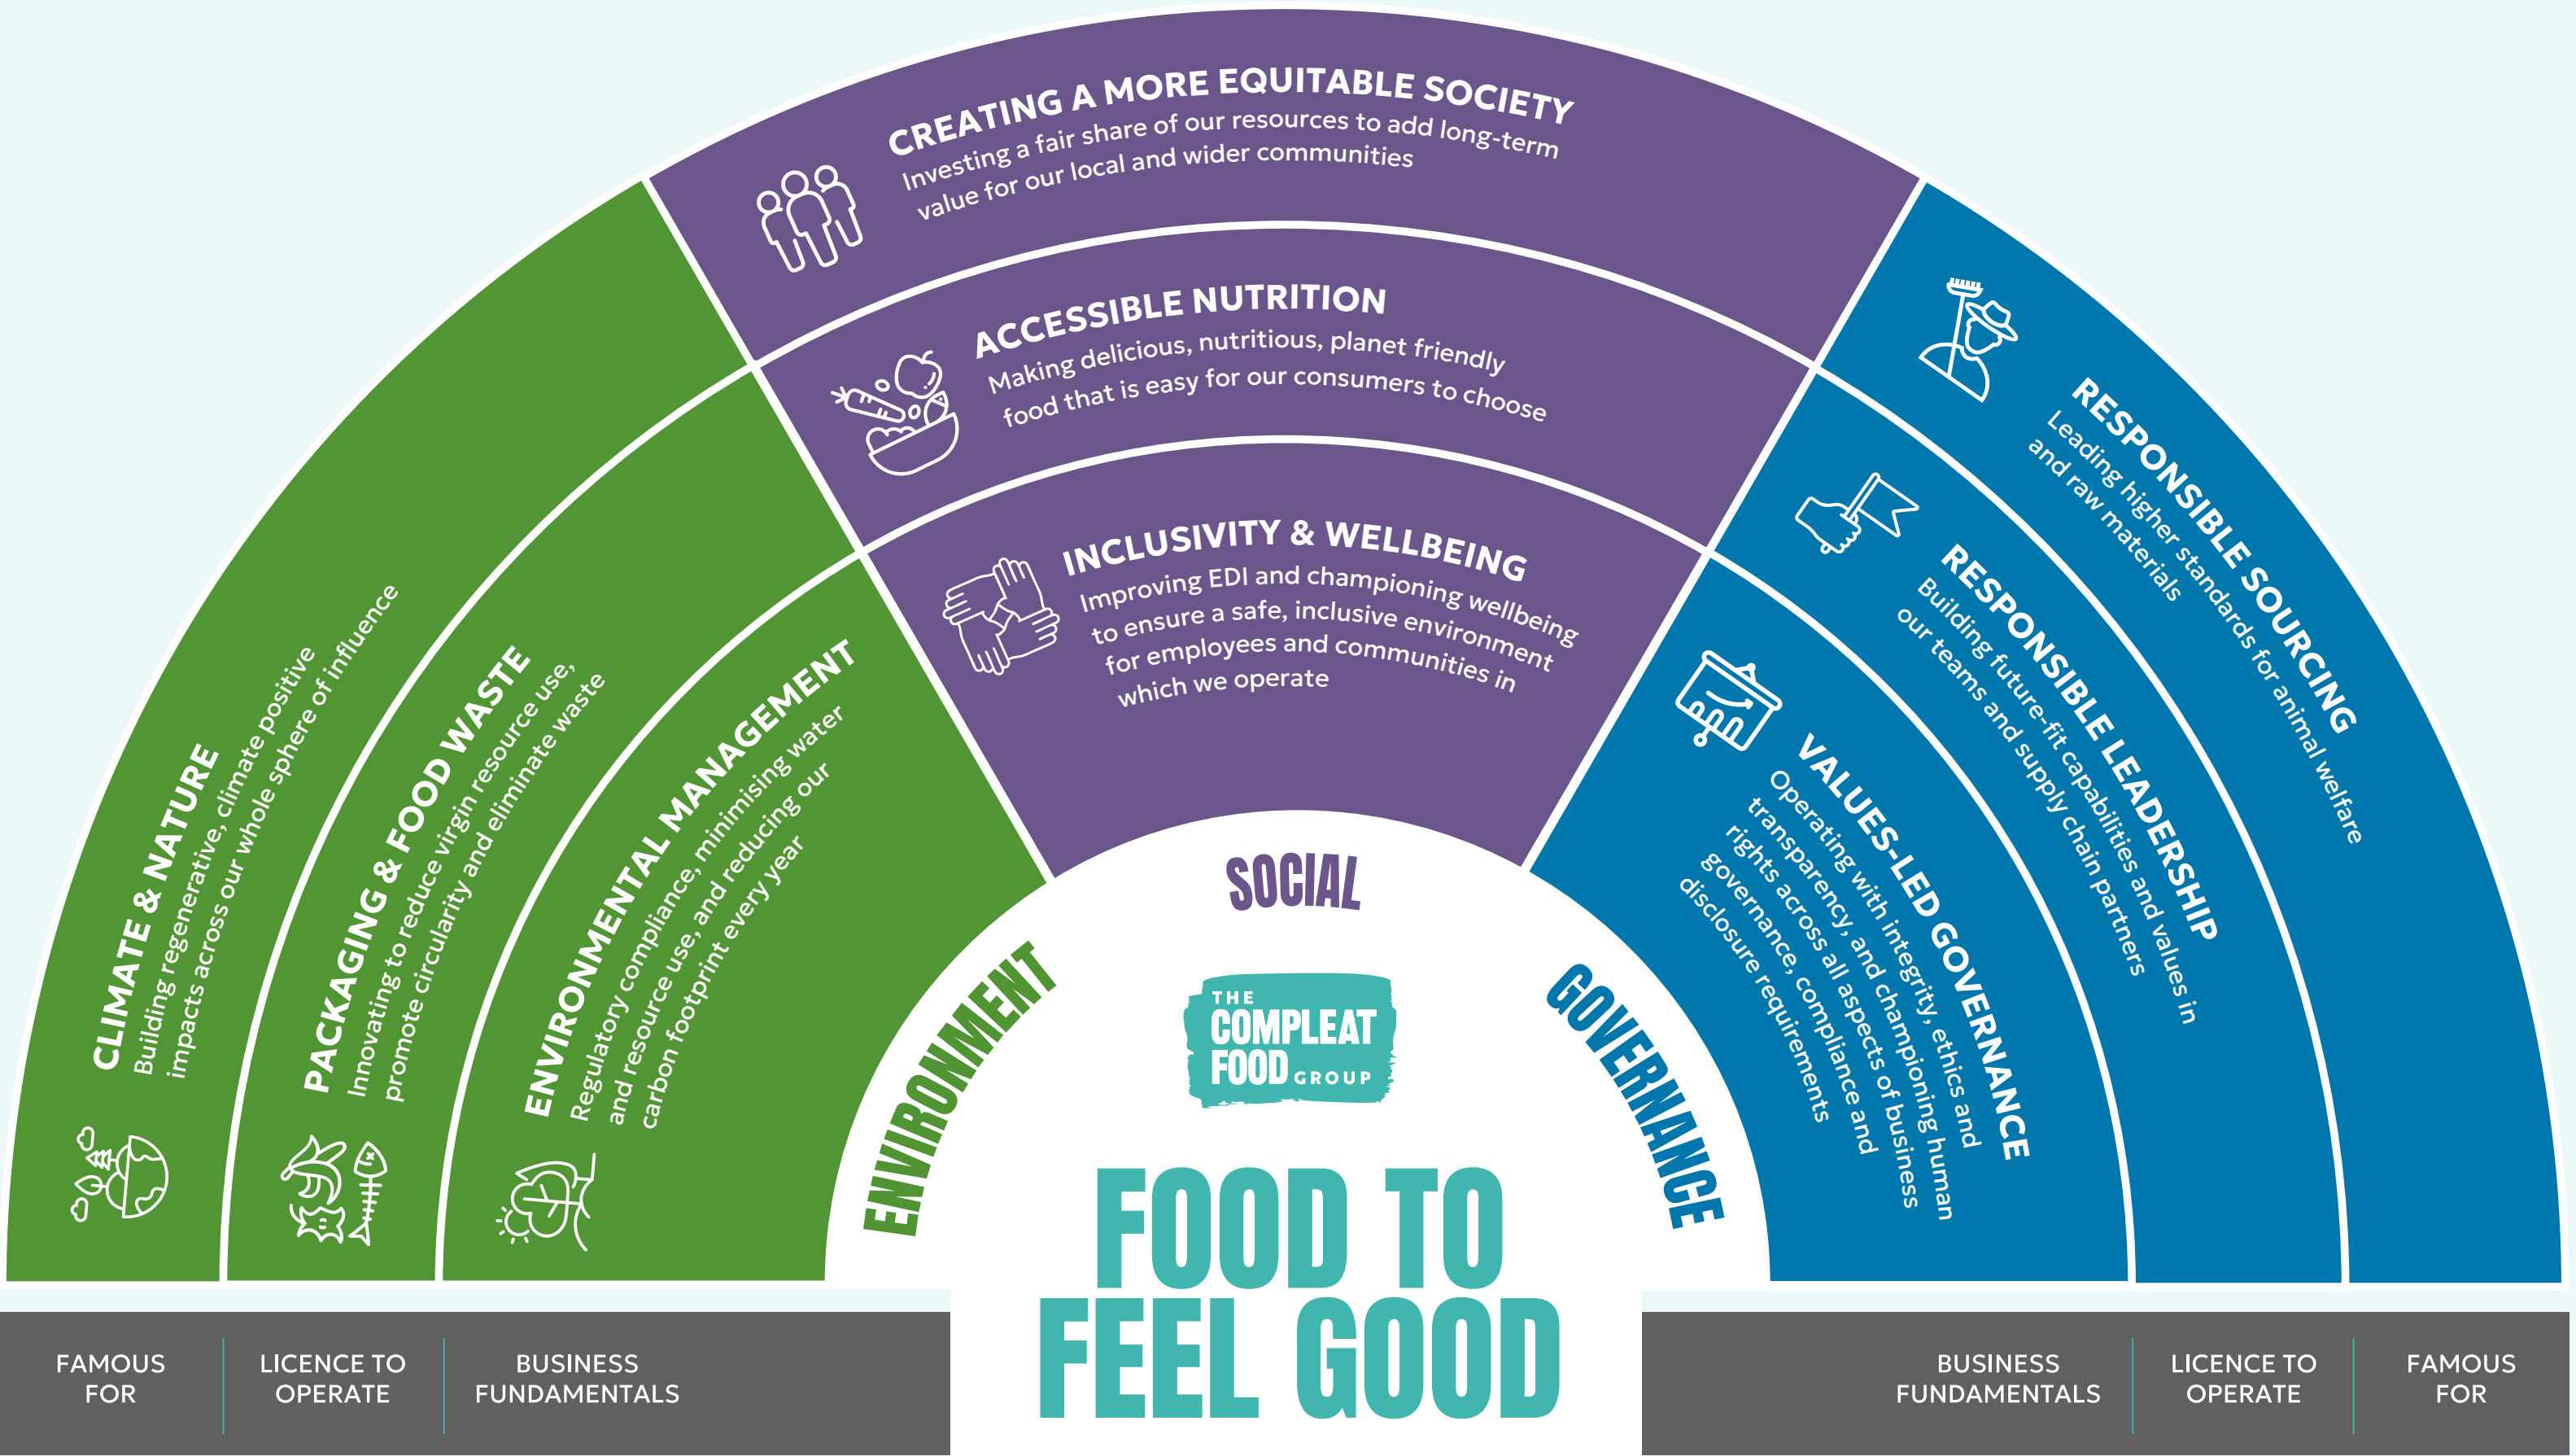 CREATING A MORE EQUITABLE SOCIETY
Investing a fair share of our resources to add long-term
value for our local and wider communities
ACCESSIBLE NUTRITION
Making delicious, nutritious, planet friendly
food that is easy for our consumers to choose
INCLUSIVITY & WELLBEING
Improving EDI and championing wellbeing
to ensure a safe, inclusive environment
for employees and communities in
which we operate
CLIMATE & NATURE
Building regenerative, climate positive
impacts across our whole sphere of influence
PACKAGING & FOOD WASTE
Innovating to reduce virgin resource use,
promote circularity and eliminate waste
ENVIRONMENTAL MANAGEMENT
Regulatory compliance, minimising water
and resource use, and reducing our
carbon footprint every year
RESPONSIBLE SOURCING
Leading higher standards for animal welfare
and raw materials
RESPONSIBLE LEADERSHIP
Building future-fit capabilities and values in
our teams and supply chain partners
VALUES-LED GOVERNANCE
Operating with integrity, ethics and
transparency, and championing human
rights across all aspects of business
governance, compliance and
disclosure requirements
SOCIAL
ENVIRONMENT
GOVERNANCE
THE
COMPLEAT
FOOD GROUP
FOOD TO
FEEL GOOD
FAMOUS
FOR
LICENCE TO
OPERATE
BUSINESS
FUNDAMENTALS
BUSINESS
FUNDAMENTALS
LICENCE TO
OPERATE
FAMOUS
FOR